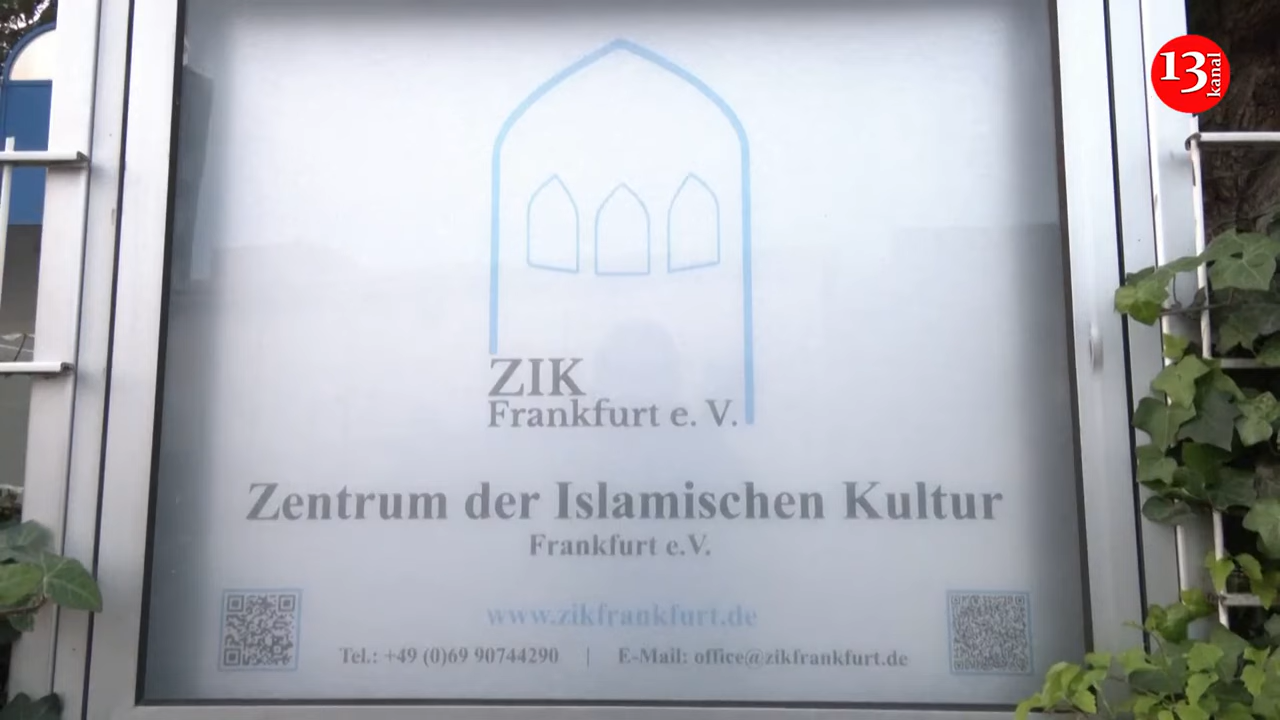 13
kanal
ZIK
Frankfurt e. V.
Zentrum der Islamischen Kultur
Frankfurt e.V.
www.zikfrankfurt.de
Tel.: +49 (0)69 90744290 | E-Mail: office@zikfrankfurt.de